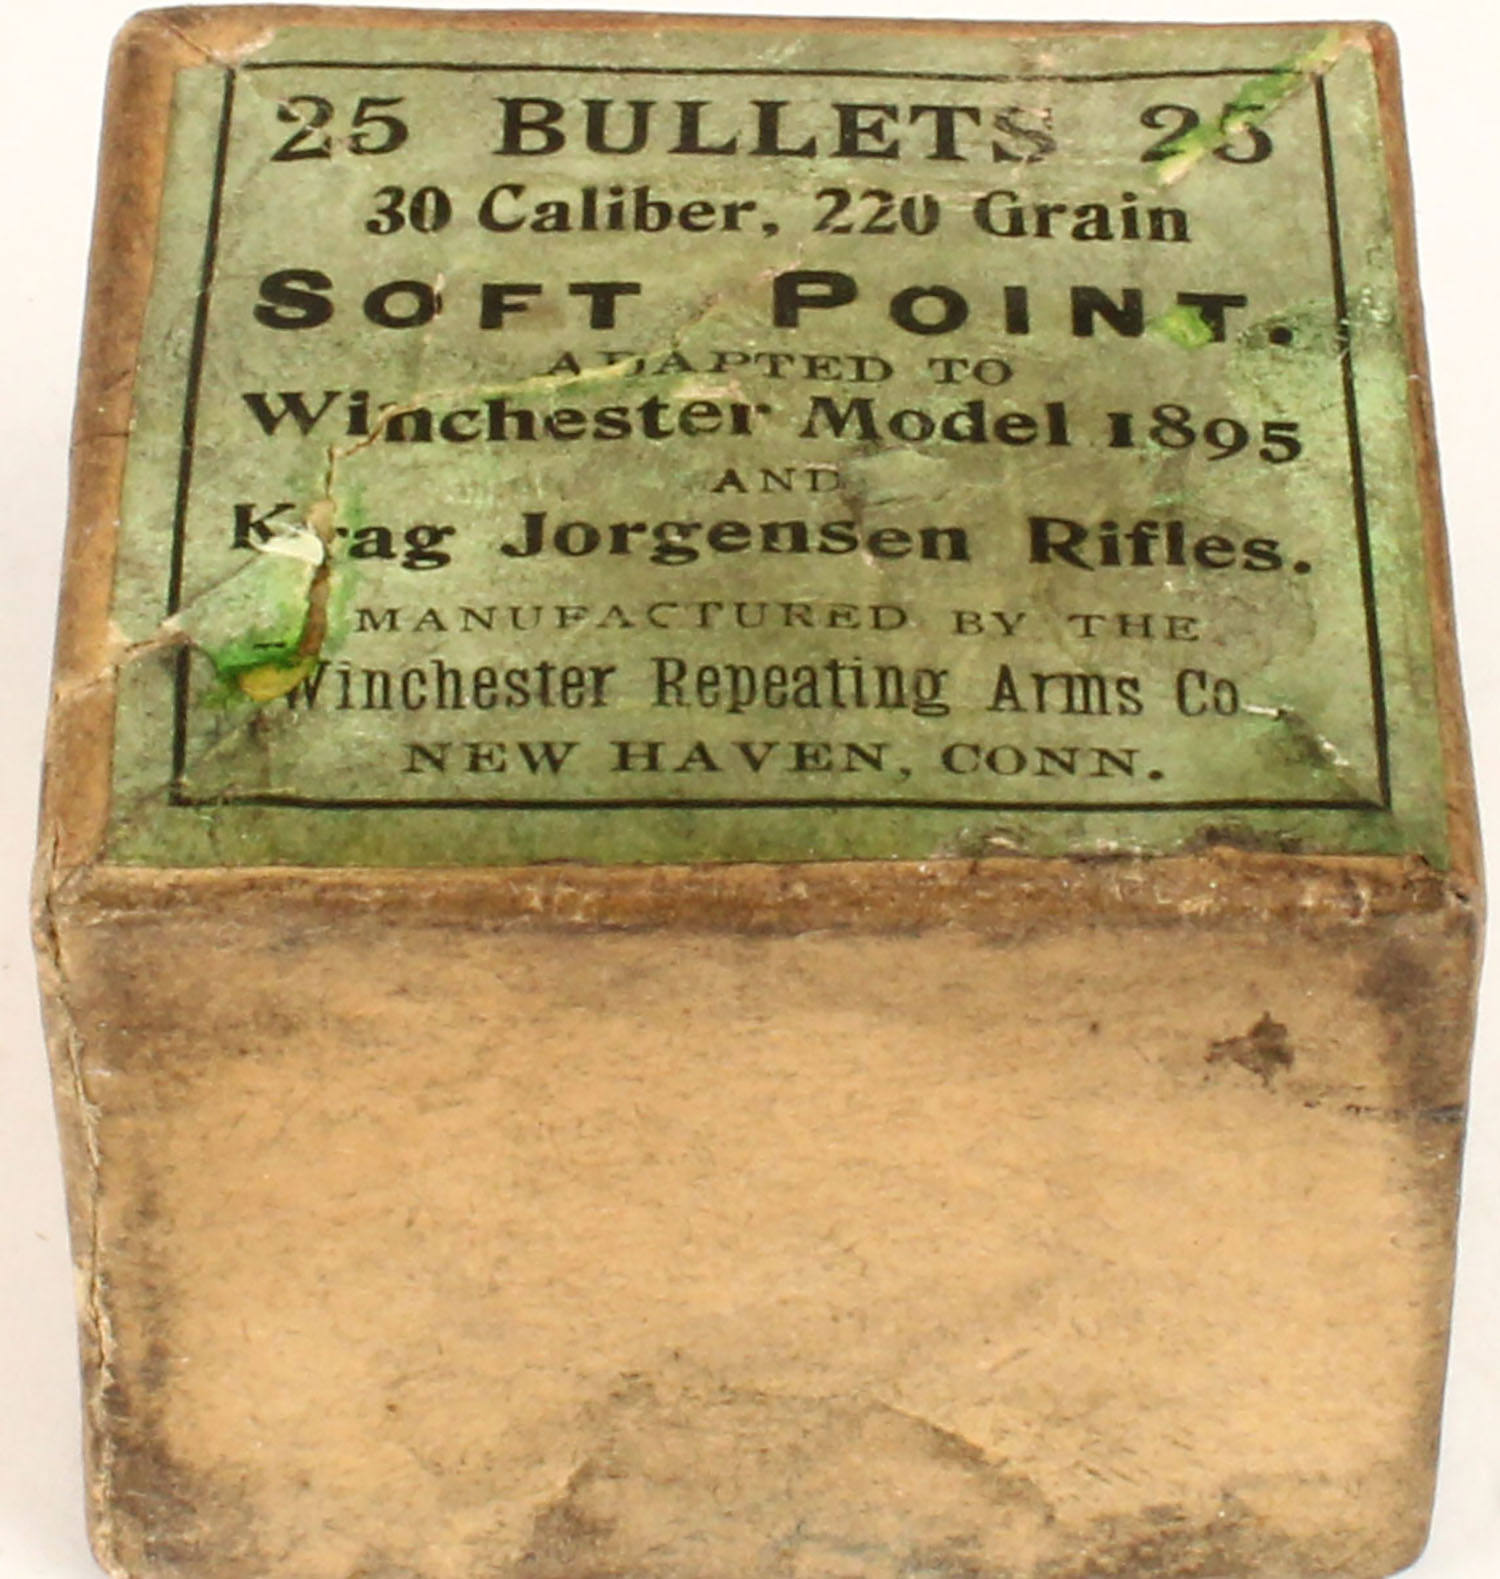 25 BULLETS 25
30 Caliber, 220 Grain
SOFT POINT.
ADAPTED TO
Winchester Model 1895
AND
Krag Jorgensen Rifles.
MANUFACTURED BY THE
Winchester Repeating Arms Co.,
NEW HAVEN, CONN.